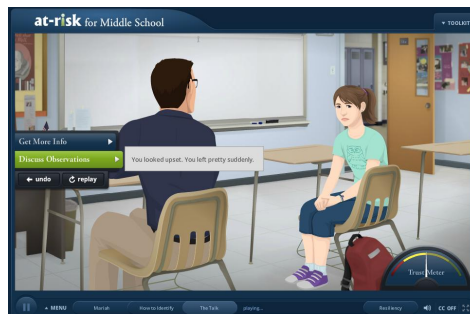 at-risk for Middle School
▾ TOOLKIT
Get More Info
Discuss Observations
You looked upset. You left pretty suddenly.
undo
replay
Trust Meter
MENU
Mariah
How to Identify
The Talk
playing...
Resiliency
CC OFF